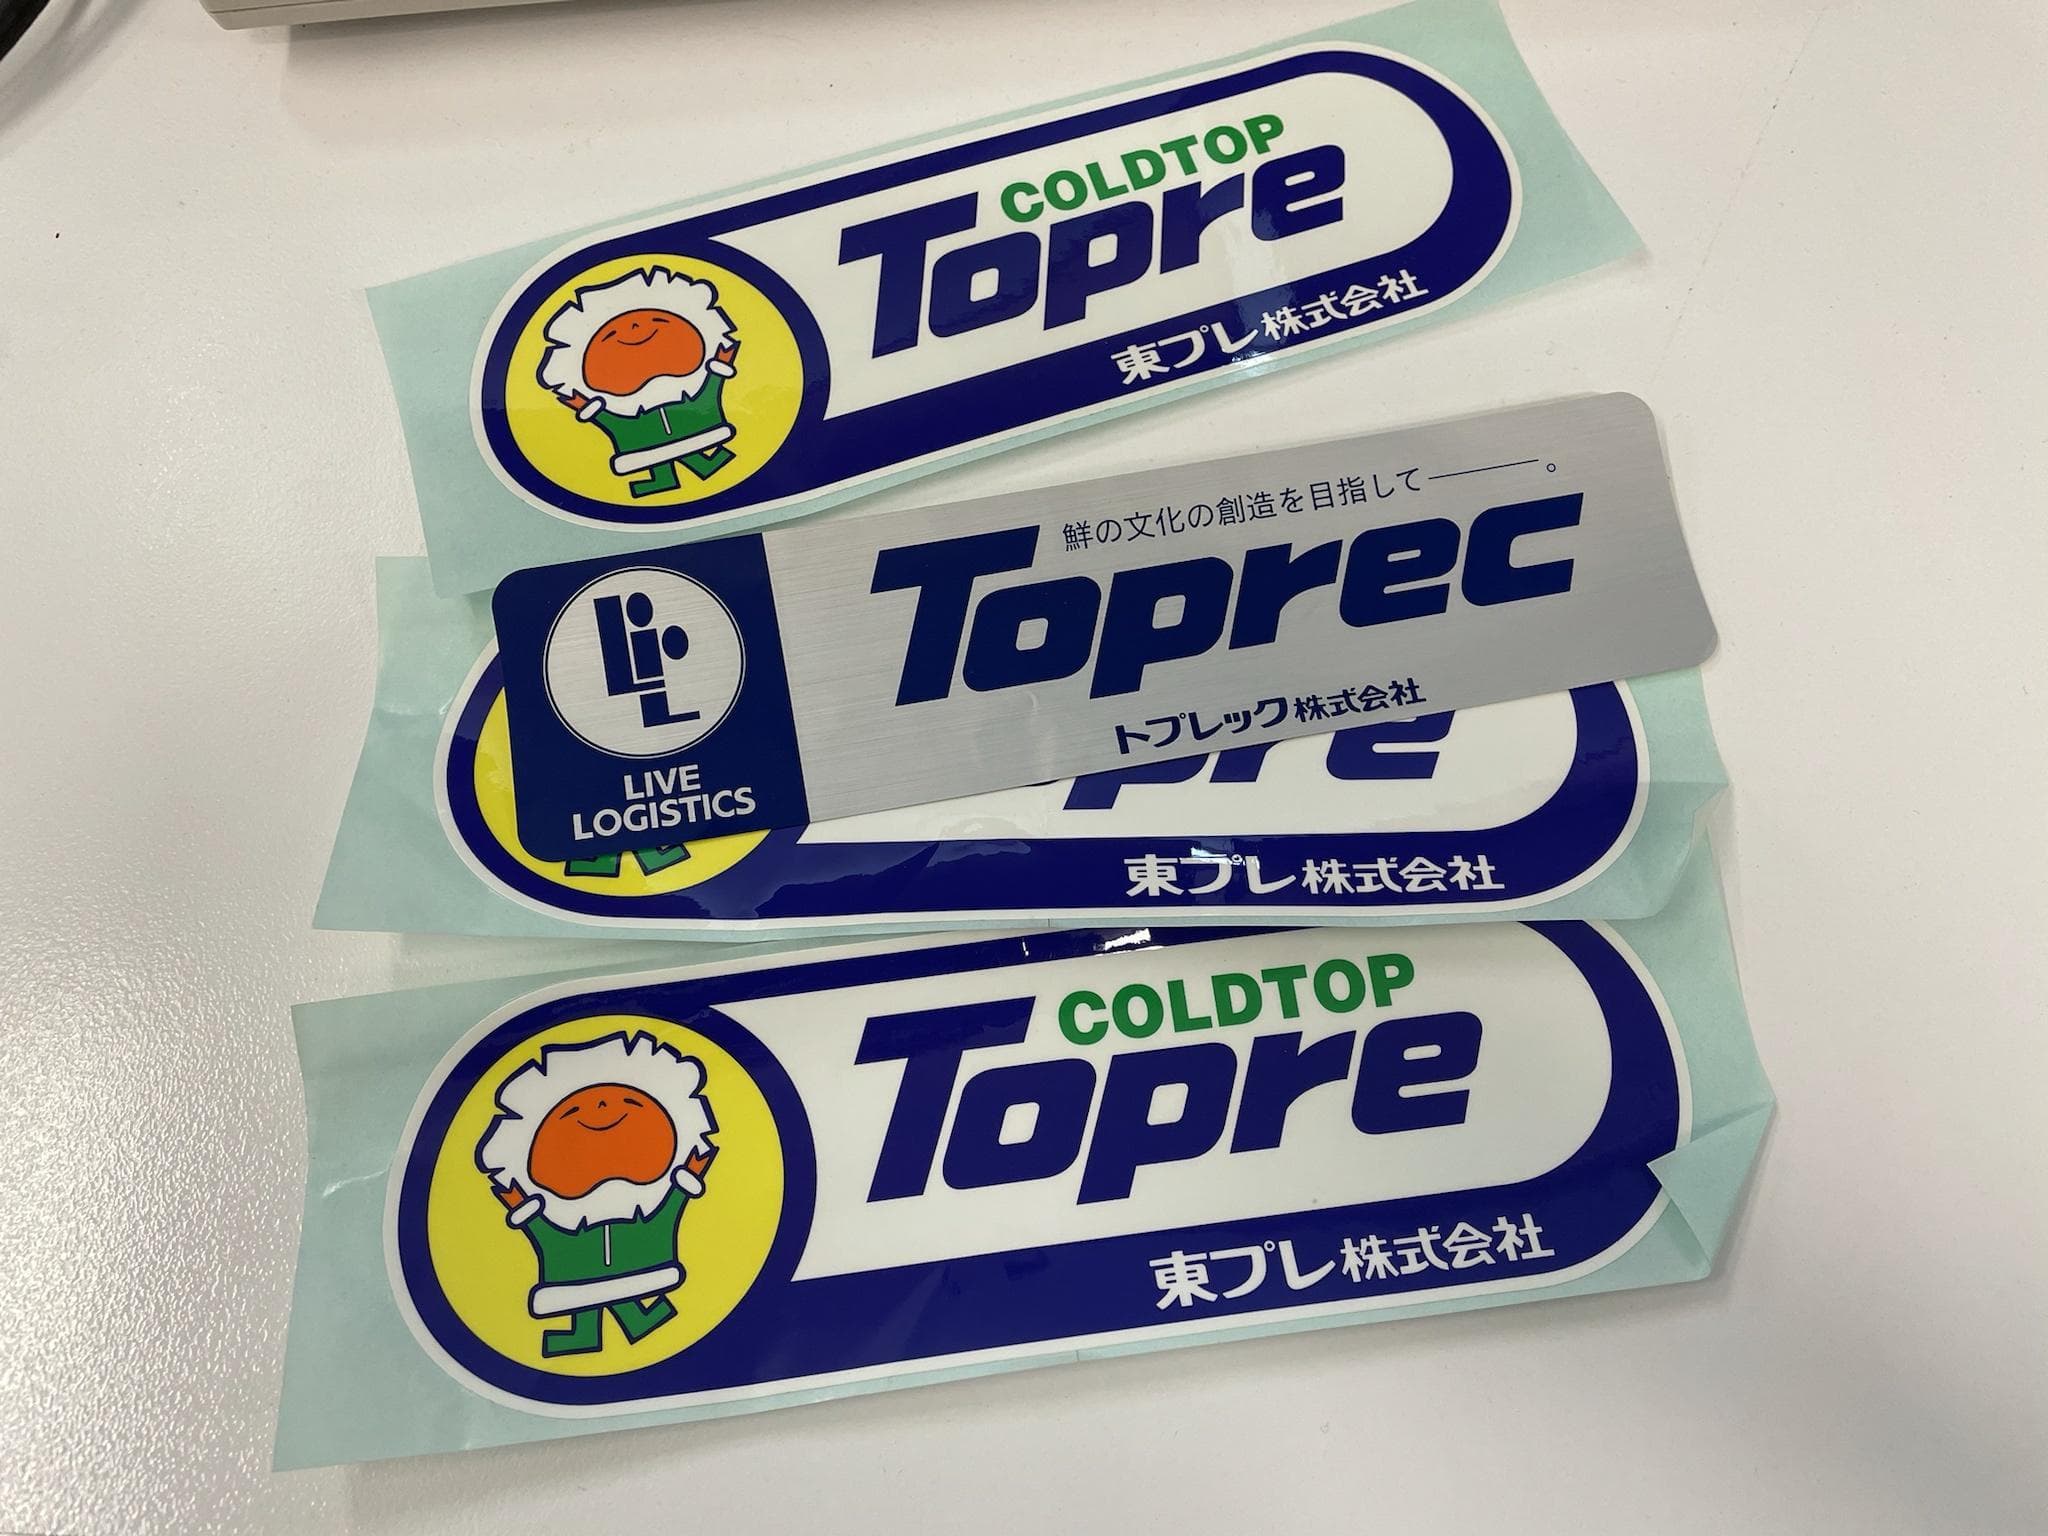 COLDTOP
Topre
東プレ株式会社
鮮の文化の創造を目指して———。
Toprec
トプレック株式会社
LIVE
LOGISTICS
東プレ株式会社
COLDTOP
Topre
東プレ株式会社